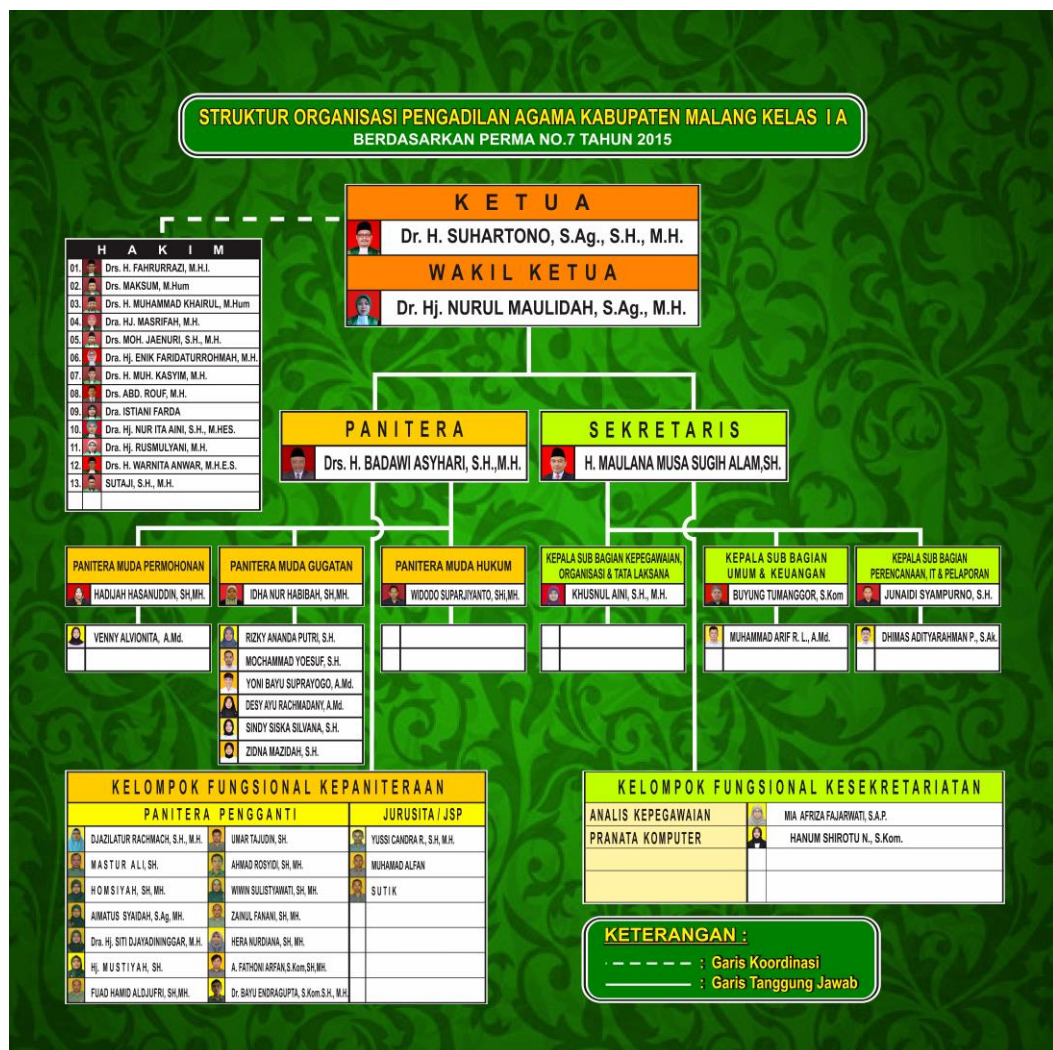 STRUKTUR ORGANISASI PENGADILAN AGAMA KABUPATEN MALANG KELAS I A
BERDASARKAN PERMA NO.7 TAHUN 2015
K E T U A
Dr. H. SUHARTONO, S.Ag., S.H., M.H.
WAKIL KETUA
Dr. Hj. NURUL MAULIDAH, S.Ag., M.H.
H A K I M
01. Drs. H. FAHRURRAZI, M.H.I.
02. Drs. MAKSUM, M.Hum
03. Drs. H. MUHAMMAD KHAIRUL, M.Hum
04. Dra. HJ. MASRIFAH, M.H.
05. Drs. MOH. JAENURI, S.H., M.H.
06. Dra. Hj. ENIK FARIDATURROHMAH, M.H.
07. Drs. H. MUH. KASYIM, M.H.
08. Drs. ABD. ROUF, M.H.
09. Dra. ISTIANI FARDA
10. Dra. Hj. NUR ITA AINI, S.H., M.HES.
11. Dra. Hj. RUSMULYANI, M.H.
12. Drs. H. WARNITA ANWAR, M.H.E.S.
13. SUTAJI, S.H., M.H.
PANITERA
Drs. H. BADAWI ASYHARI, S.H.,M.H.
SEKRETARIS
H. MAULANA MUSA SUGIH ALAM,SH.
PANITERA MUDA PERMOHONAN
HADIJAH HASANUDDIN, SH,MH.
VENNY ALVIONITA, A.Md.
PANITERA MUDA GUGATAN
IDHA NUR HABIBAH, SH,MH.
RIZKY ANANDA PUTRI, S.H.
MOCHAMMAD YOESUF, S.H.
YONI BAYU SUPRAYOGO, A.Md.
DESY AYU RACHMADANY, A.Md.
SINDY SISKA SILVANA, S.H.
ZIDNA MAZIDAH, S.H.
PANITERA MUDA HUKUM
WIDODO SUPARJIYANTO, SH,MH.
KEPALA SUB BAGIAN KEPEGAWAIAN,
ORGANISASI & TATA LAKSANA
KHUSNUL AINI, S.H., M.H.
KEPALA SUB BAGIAN
UMUM & KEUANGAN
BUYUNG TUMANGGOR, S.Kom
MUHAMMAD ARIF R. L., A.Md.
KEPALA SUB BAGIAN
PERENCANAAN, IT & PELAPORAN
JUNAIDI SYAMPURNO, S.H.
DHIMAS ADITYARAHMAN P., S.Ak.
KELOMPOK FUNGSIONAL KEPANITERAAN
PANITERA PENGGANTI
DJAZILATUR RACHMACH, S.H., M.H.
MASTUR ALI, SH.
HOMSIYAH, SH, MH.
AIMATUS SYAIDAH, S.Ag, MH.
Dra. Hj. SITI DJAYADININGGAR, M.H.
Hj. MUSTIYAH, SH.
FUAD HAMID ALDJUFRI, SH,MH.
UMAR TAJUDIN, SH.
AHMAD ROSYIDI, SH, MH.
WIWIN SULISTYAWATI, SH, MH.
ZAINUL FANANI, SH, MH.
HERA NURDIANA, SH, MH.
A. FATHONI ARFAN,S.Kom,SH,MH.
Dr. BAYU ENDRAGUPTA, S.Kom.S.H., M.H.
JURUSITA / JSP
YUSSI CANDRA R., S.H, M.H.
MUHAMAD ALFAN
SUTIK
KELOMPOK FUNGSIONAL KESEKRETARIATAN
ANALIS KEPEGAWAIAN MIA AFRIZA FAJARWATI, S.A.P.
PRANATA KOMPUTER HANUM SHIROTU N., S.Kom.
KETERANGAN :
: Garis Koordinasi
: Garis Tanggung Jawab